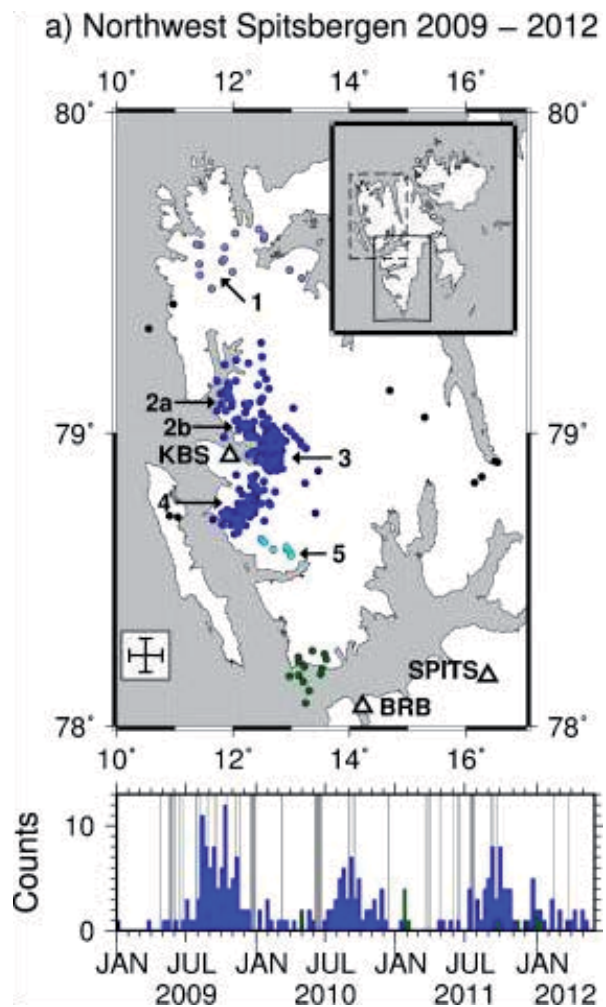 a) Northwest Spitsbergen 2009 – 2012
10˚ 12˚ 14˚ 16˚
80˚ 80˚
1
2a
79˚ 79˚
2b
KBS 3
4
5
SPITS
BRB
78˚ 78˚
10˚ 12˚ 14˚ 16˚
Counts
10
0
JAN JUL JAN JUL JAN JUL JAN
2009 2010 2011 2012